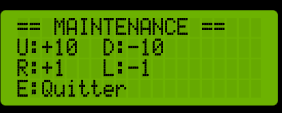 == MAINTENANCE ==
U:+10  D:-10
R:+1   L:-1
E:Quitter